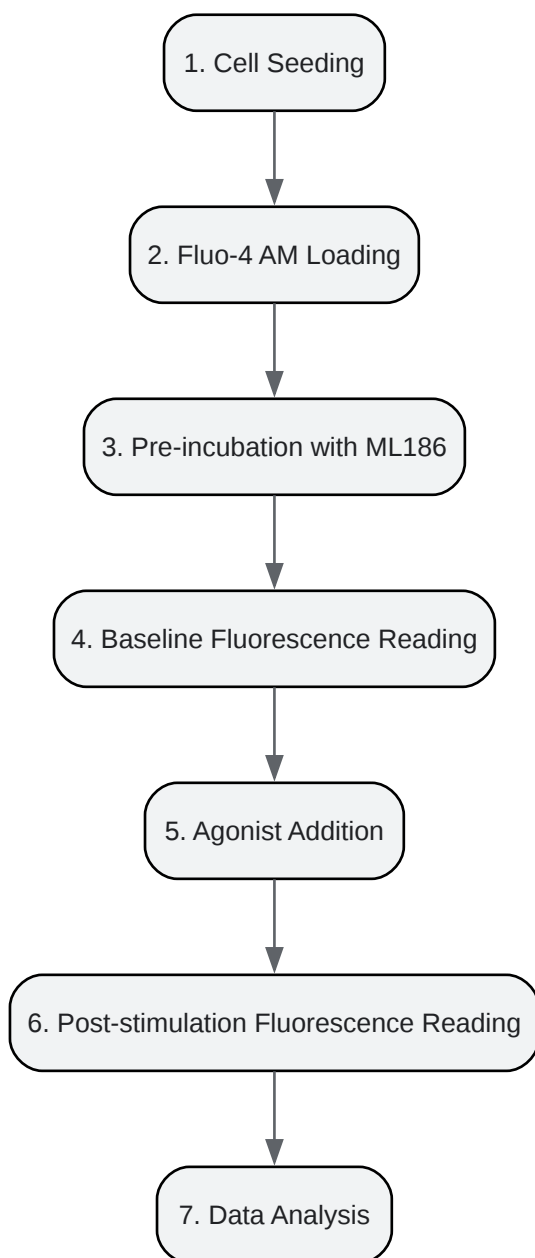 1. Cell Seeding
2. Fluo-4 AM Loading
3. Pre-incubation with ML186
4. Baseline Fluorescence Reading
5. Agonist Addition
6. Post-stimulation Fluorescence Reading
7. Data Analysis